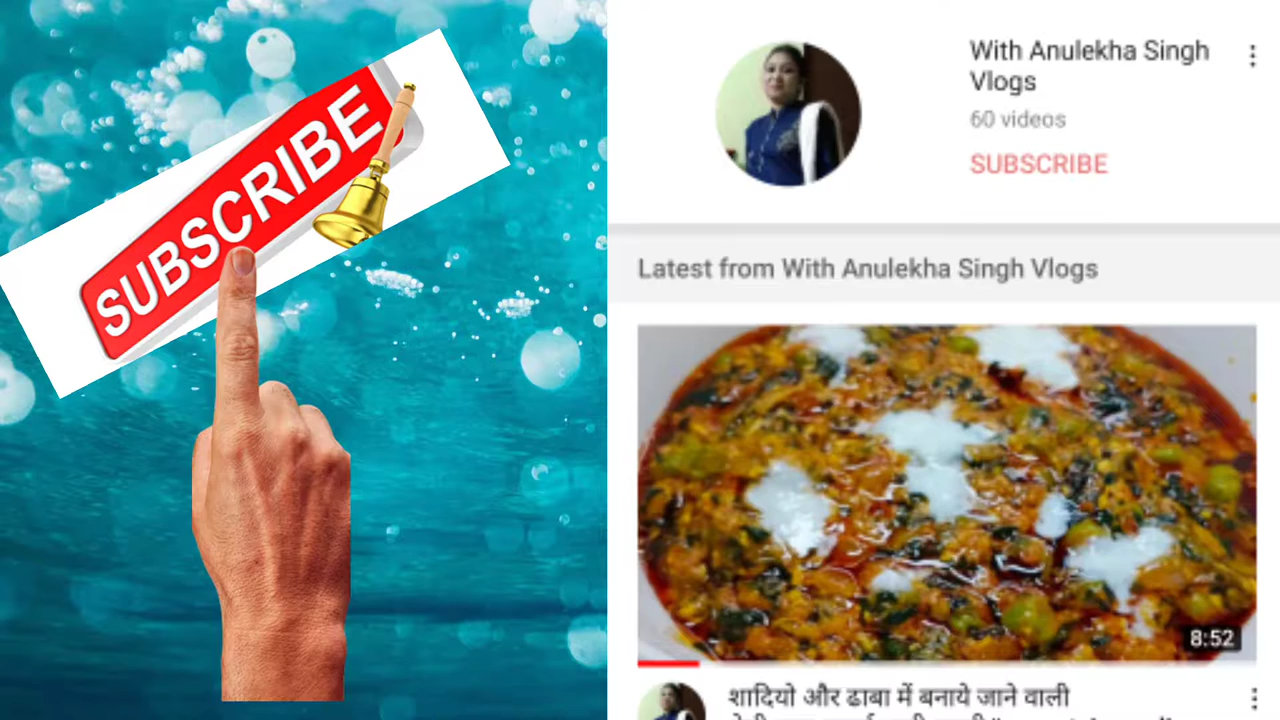 SUBSCRIBE
With Anulekha Singh
Vlogs
60 videos
SUBSCRIBE
Latest from With Anulekha Singh Vlogs
8:52
शादियो और ढाबा में बनाये जाने वाली